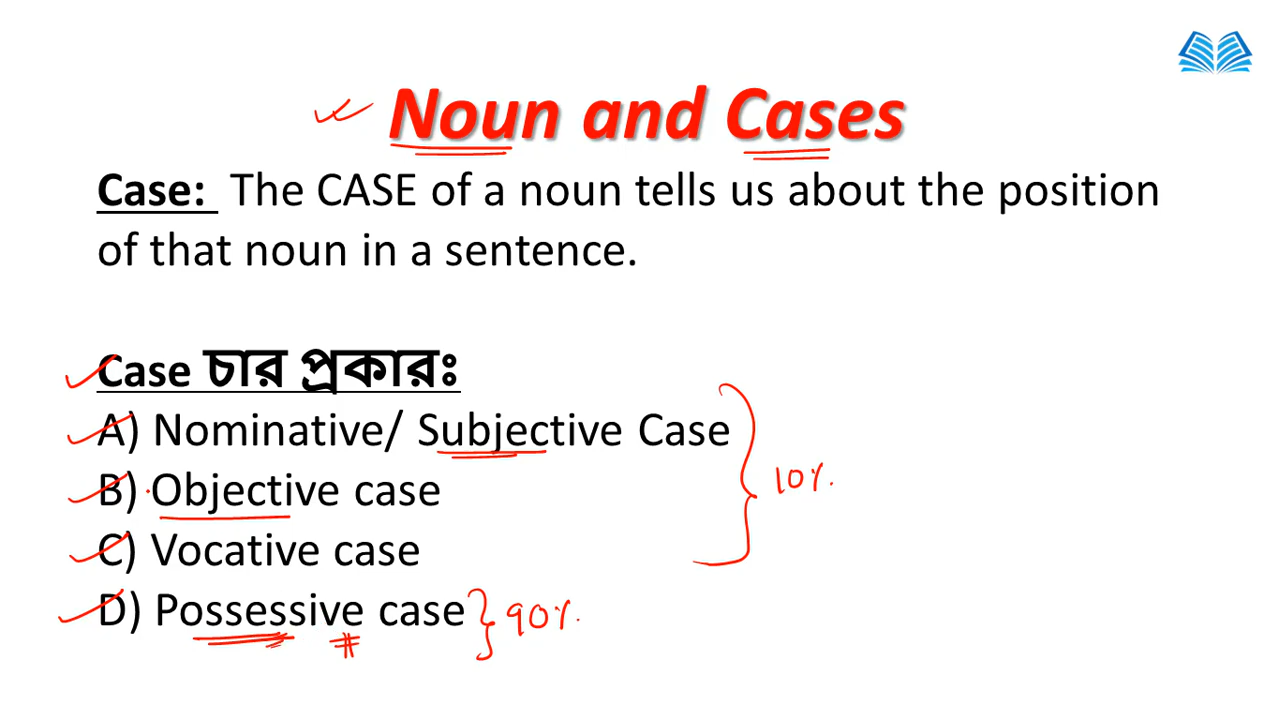 Noun and Cases
Case: The CASE of a noun tells us about the position
of that noun in a sentence.
Case চার প্রকারঃ
A) Nominative/ Subjective Case
B) Objective case
10%.
C) Vocative case
D) Possessive case
90%.